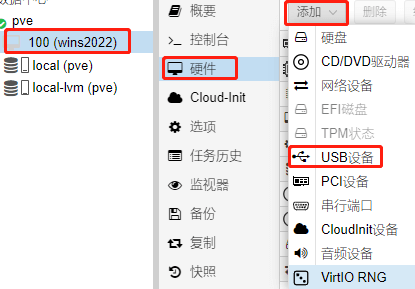 pve
100 (wins2022)
local (pve)
local-lvm (pve)
概要
控制台
硬件
Cloud-Init
选项
任务历史
监视器
备份
复制
快照
添加
删除
硬盘
CD/DVD驱动器
网络设备
EFI磁盘
TPM状态
USB设备
PCI设备
串行端口
CloudInit设备
音频设备
VirtIO RNG